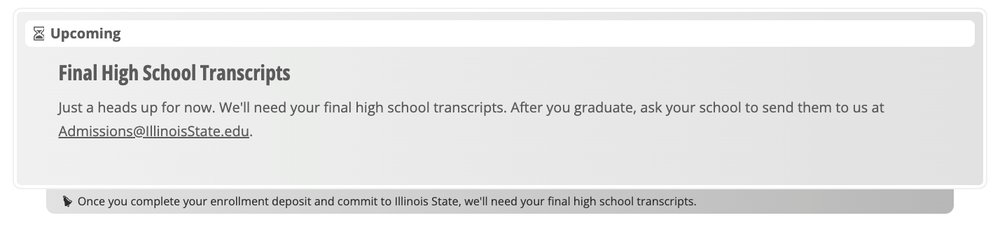 Upcoming
Final High School Transcripts
Just a heads up for now. We'll need your final high school transcripts. After you graduate, ask your school to send them to us at
Admissions@IllinoisState.edu.
Once you complete your enrollment deposit and commit to Illinois State, we'll need your final high school transcripts.